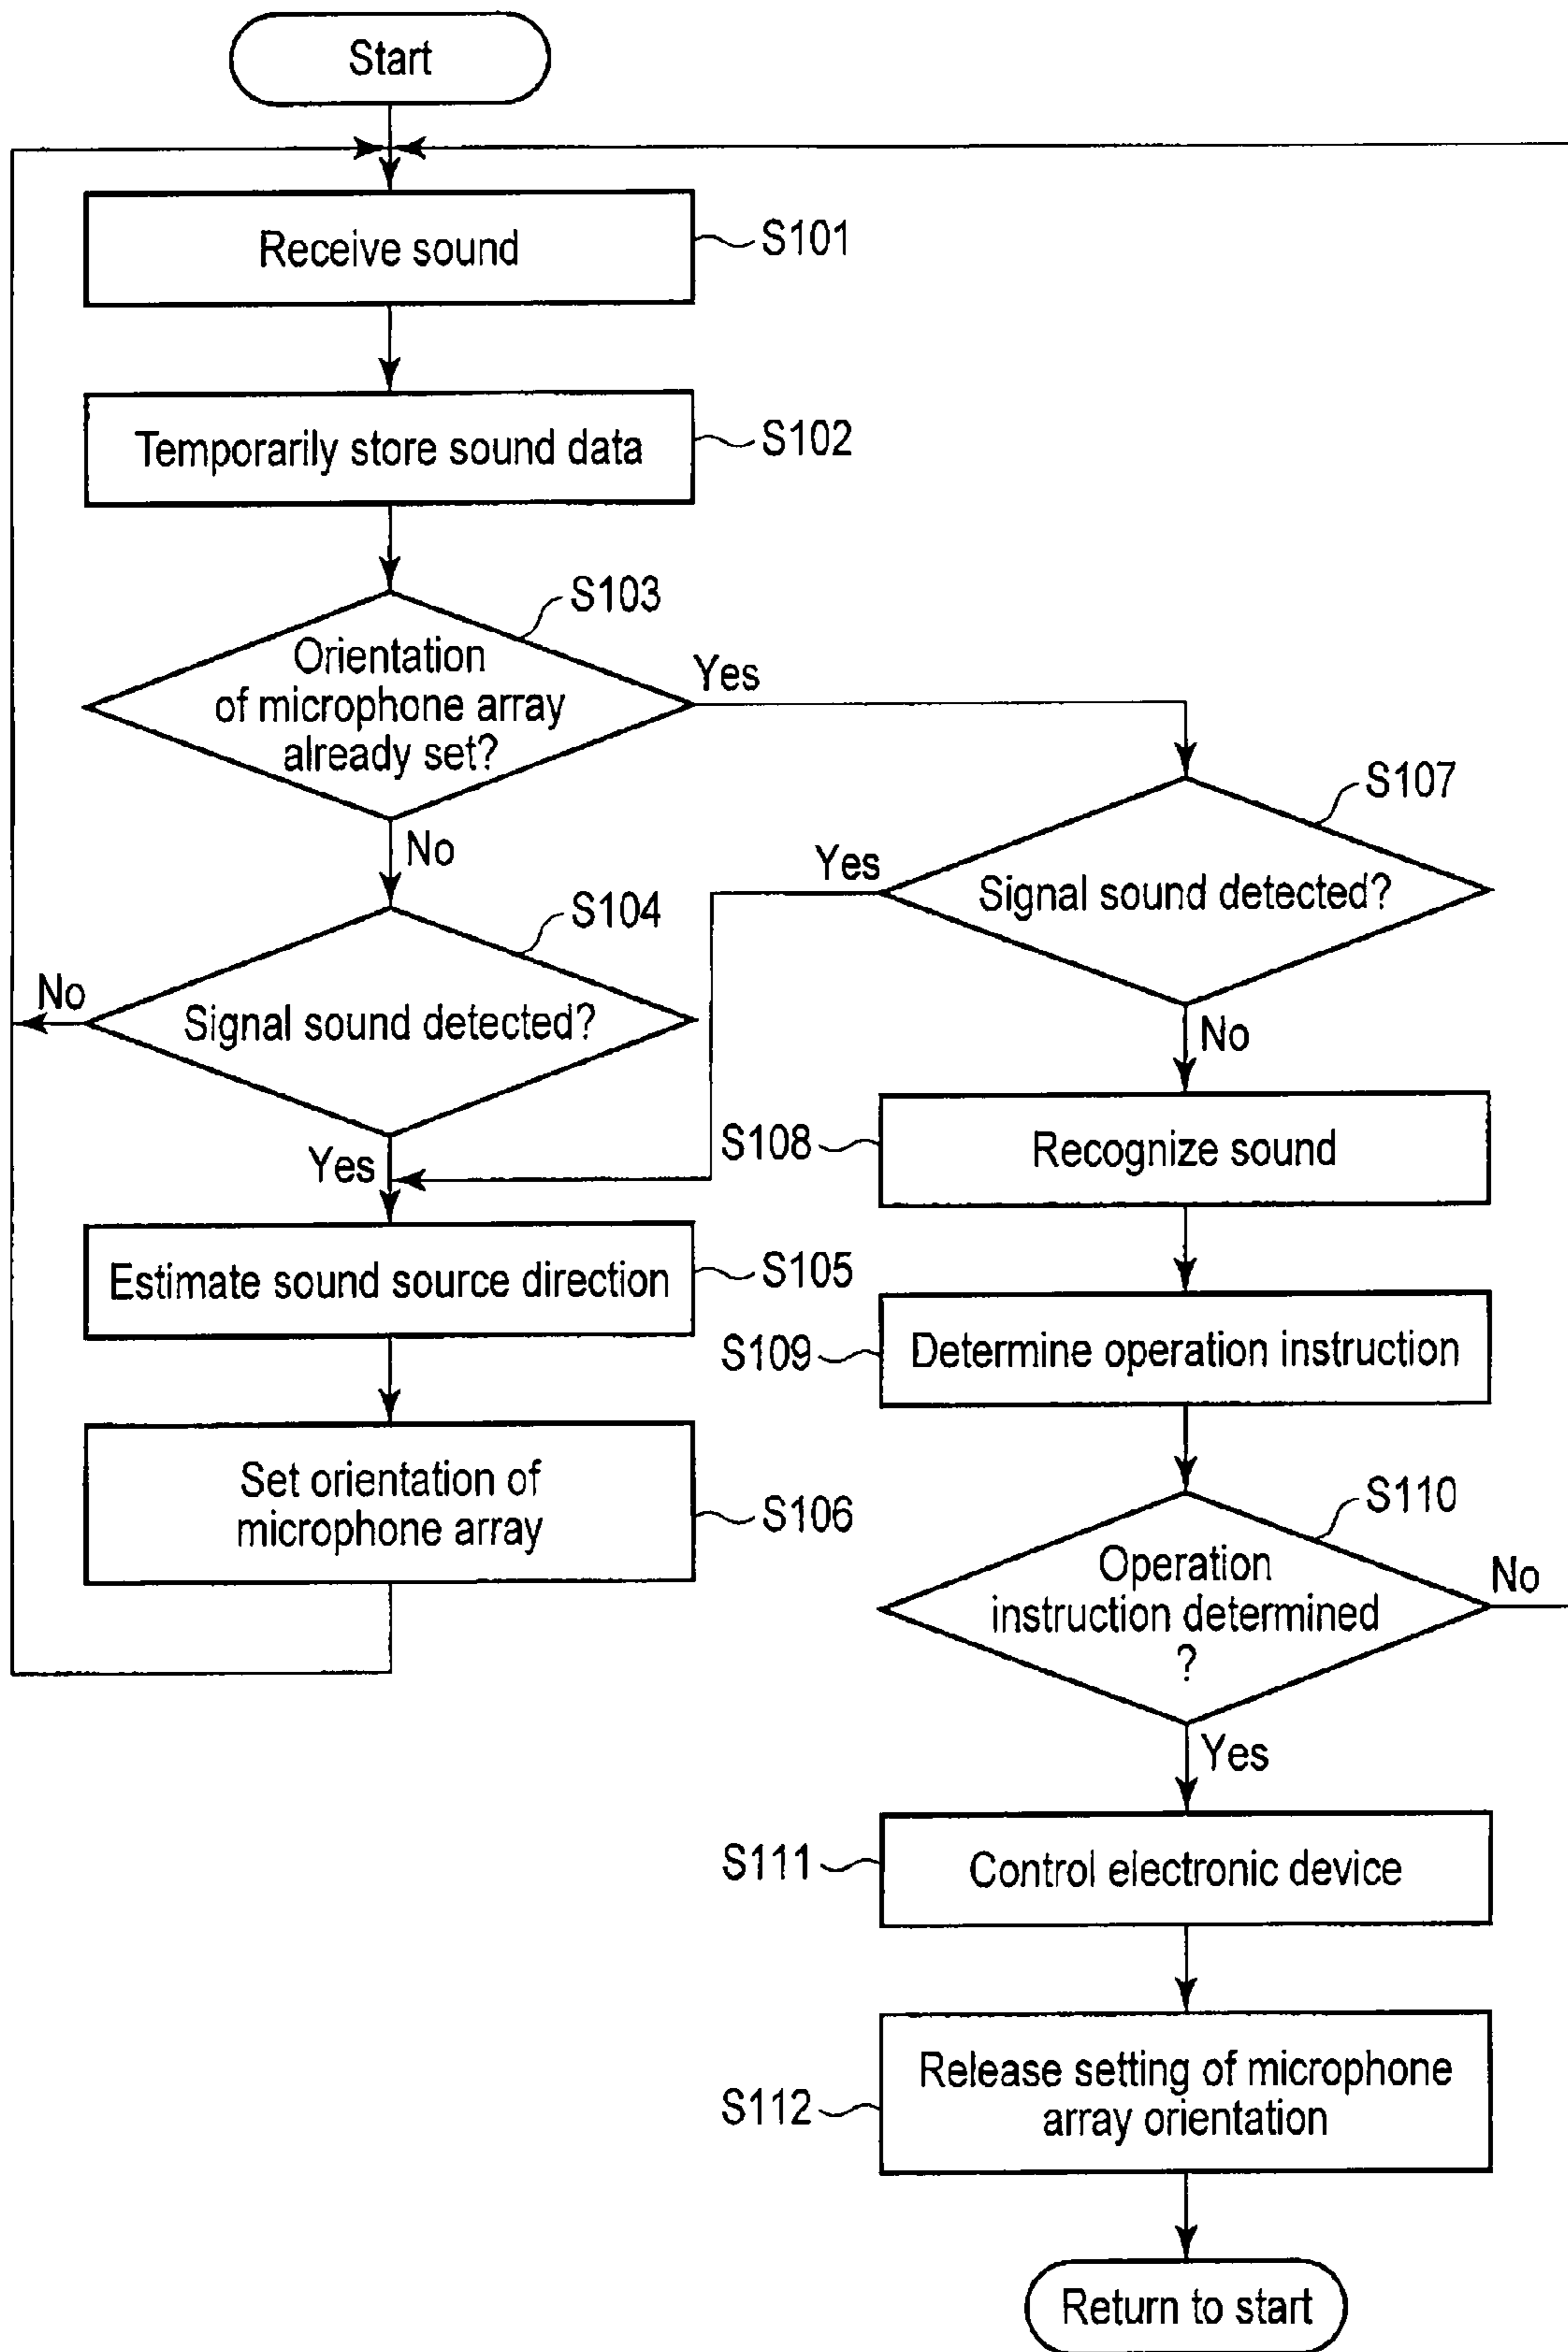 Start
Receive sound
S101
Temporarily store sound data
S102
S103
Orientation
of microphone array
already set?
Yes
No
S104
Signal sound detected?
No
Yes
Estimate sound source direction
S105
Set orientation of
microphone array
S106
S107
Signal sound detected?
Yes
No
S108
Recognize sound
S109
Determine operation instruction
S110
Operation
instruction determined
?
No
Yes
S111
Control electronic device
S112
Release setting of microphone
array orientation
Return to start